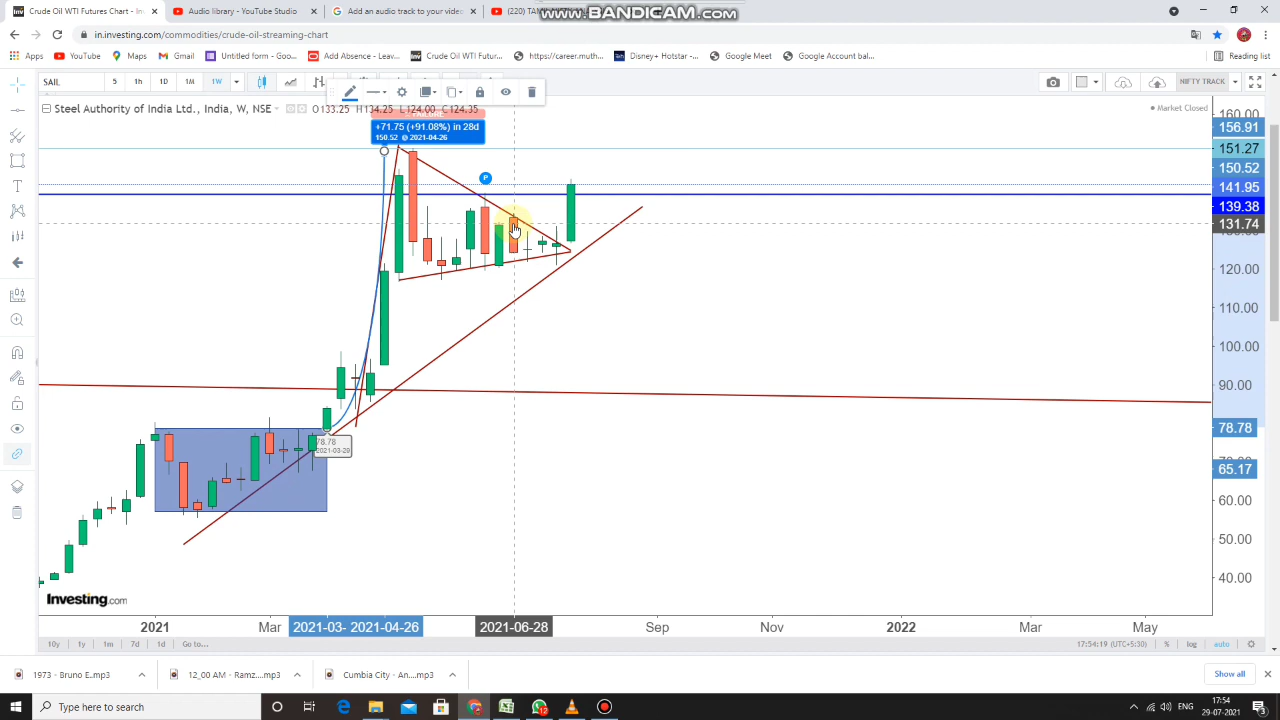 Crude Oil WTI Futures Chart - In
Audio library - YouTube Studio
Add an audio track to your video
www.BANDICAM.com
in.investing.com/commodities/crude-oil-streaming-chart
Apps
YouTube
Maps
Gmail
Untitled form - Goo...
Add Absence - Leav...
Crude Oil WTI Futur...
https://career.muth...
Disney+ Hotstar -...
Google Meet
Google Account bal...
Reading list
SAIL
5
1h
1D
1M
1W
NIFTY TRACK
Steel Authority of India Ltd., India, W, NSE
O133.25 H134.25 L124.00 C124.35
Market Closed
+71.75 (+91.08%) in 28d
150.52 @ 2021-04-26
P
78.78
2021-03-29
160.00
156.91
151.27
150.52
141.95
139.38
131.74
120.00
110.00
100.00
90.00
78.78
65.17
60.00
50.00
40.00
Investing.com
2021
Mar
2021-03-
2021-04-26
2021-06-28
Sep
Nov
2022
Mar
May
10y
1y
1m
7d
1d
Go to...
17:54:19 (UTC+5:30)
%
log
auto
1973 - Bruno E.mp3
12_00 AM - Ramz....mp3
Cumbia City - An....mp3
Show all
Type here to search
12
ENG
17:54
29-07-2021